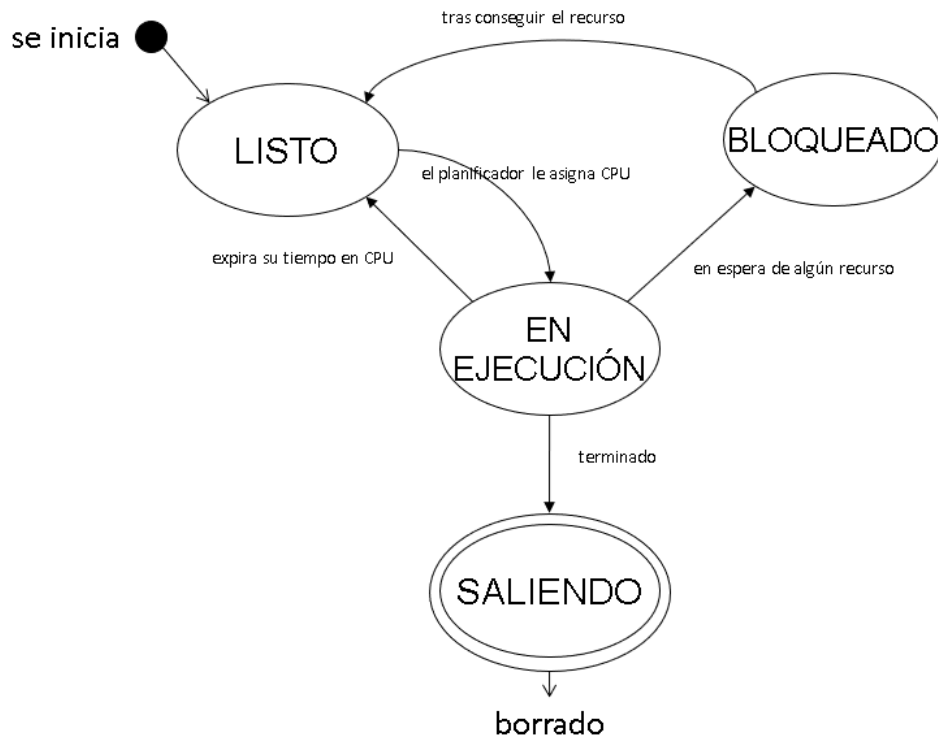 tras conseguir el recurso
se inicia
LISTO
BLOQUEADO
el planificador le asigna CPU
expira su tiempo en CPU
en espera de algún recurso
EN
EJECUCIÓN
terminado
SALIENDO
borrado